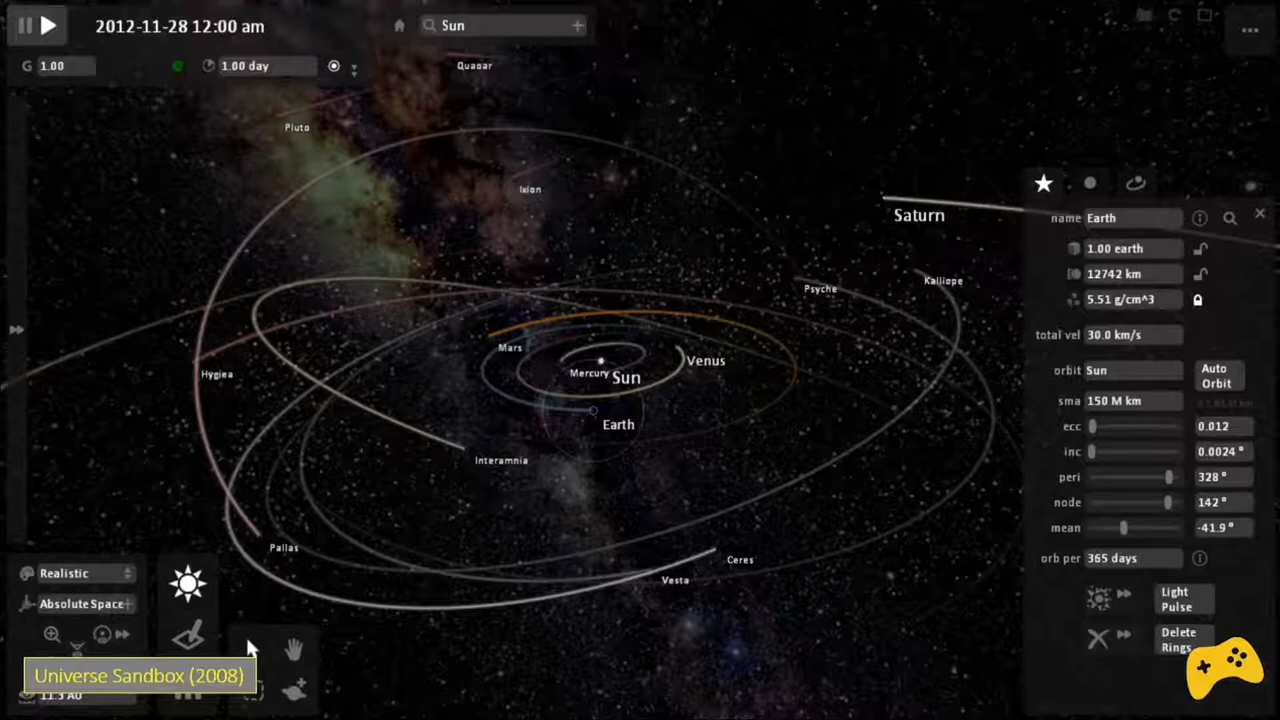 2012-11-28 12:00 am
Sun
G 1.00
1.00 day
Quaoar
Pluto
Ixion
Saturn
Psyche
Kalliope
Mars
Venus
Mercury
Sun
Hygiea
Earth
Interamnia
Pallas
Ceres
Vesta
name Earth
1.00 earth
12742 km
5.51 g/cm^3
total vel 30.0 km/s
orbit Sun
Auto
Orbit
sma 150 M km
ecc 0.012
inc 0.0024°
peri 328°
node 142°
mean -41.9°
orb per 365 days
Light
Pulse
Delete
Rings
Realistic
Absolute Space
Universe Sandbox (2008)
11.5 AU